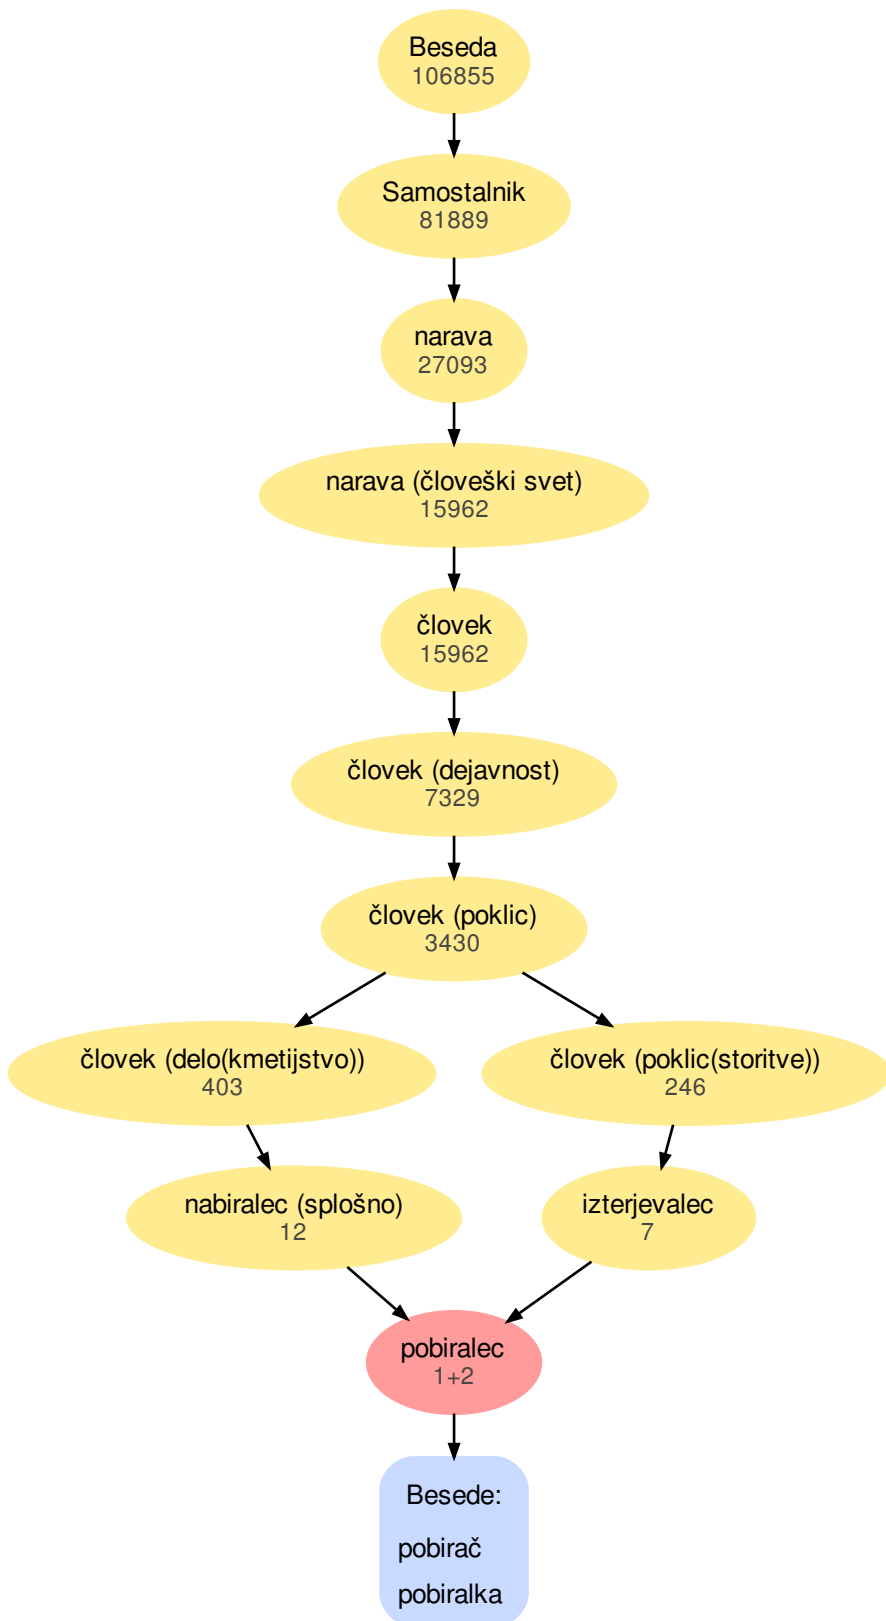 Beseda
106855
Samostalnik
81889
narava
27093
narava (človeški svet)
15962
človek
15962
človek (dejavnost)
7329
človek (poklic)
3430
človek (delo(kmetijstvo))
403
človek (poklic(storitve))
246
nabiralec (splošno)
12
izterjevalec
7
pobiralec
1+2
Besede:
pobirač
pobiralka